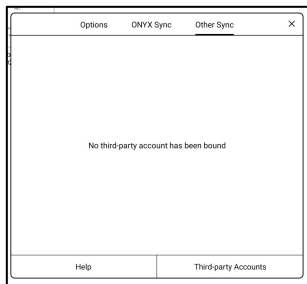 Options ONYX Sync Other Sync ×
No third-party account has been bound
Help Third-party Accounts